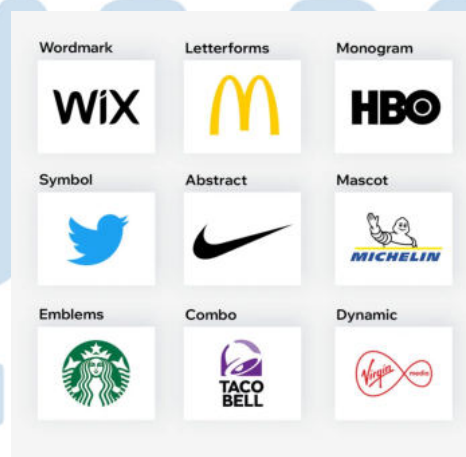 Wordmark
Letterforms
Monogram
WiX
M
HBO
Symbol
Abstract
Mascot
MICHELIN
Emblems
Combo
Dynamic
TACO
BELL
Virgin media